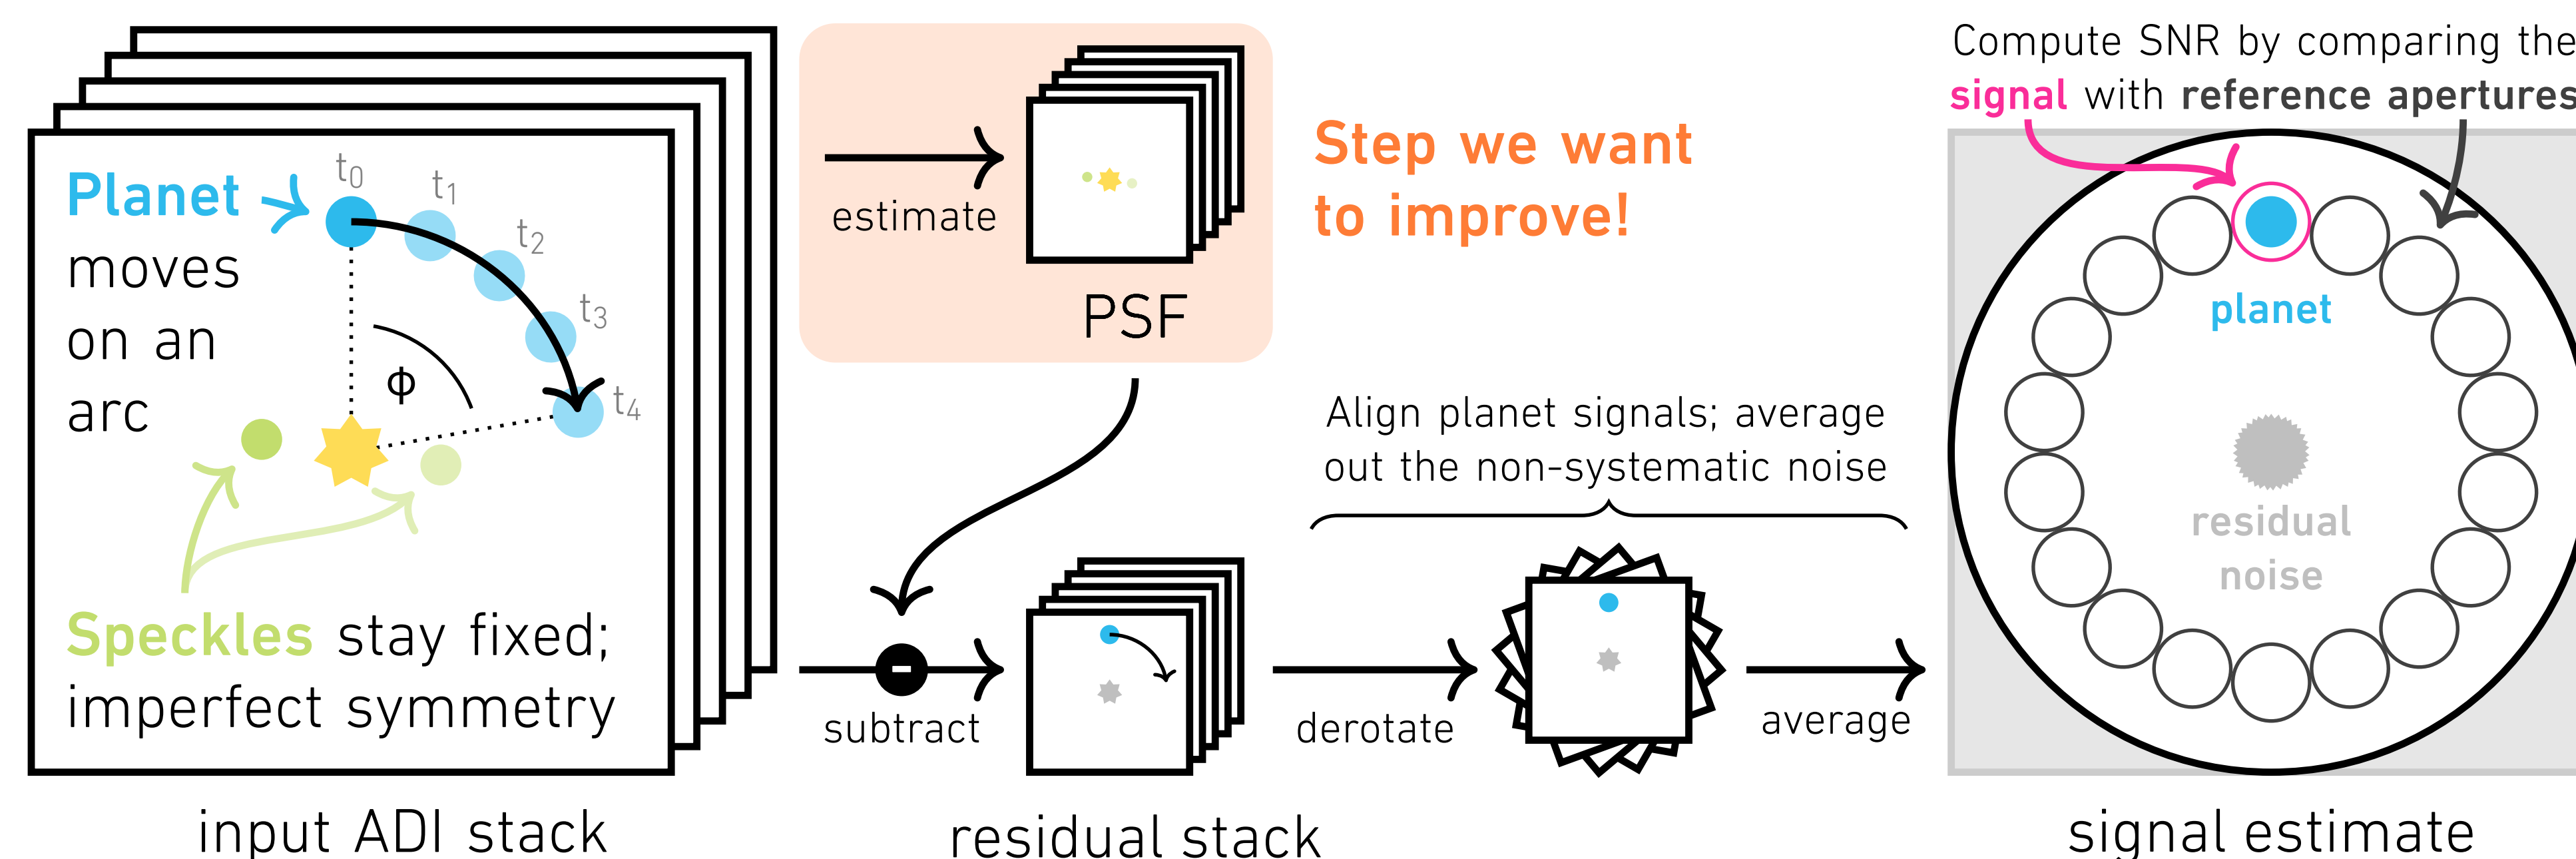 Planet
moves
on an
arc
t0
t1
t2
t3
t4
ϕ
Speckles stay fixed;
imperfect symmetry
input ADI stack
estimate
PSF
Step we want
to improve!
subtract
residual stack
derotate
Align planet signals; average
out the non-systematic noise
average
Compute SNR by comparing the
signal with reference apertures
planet
residual
noise
signal estimate